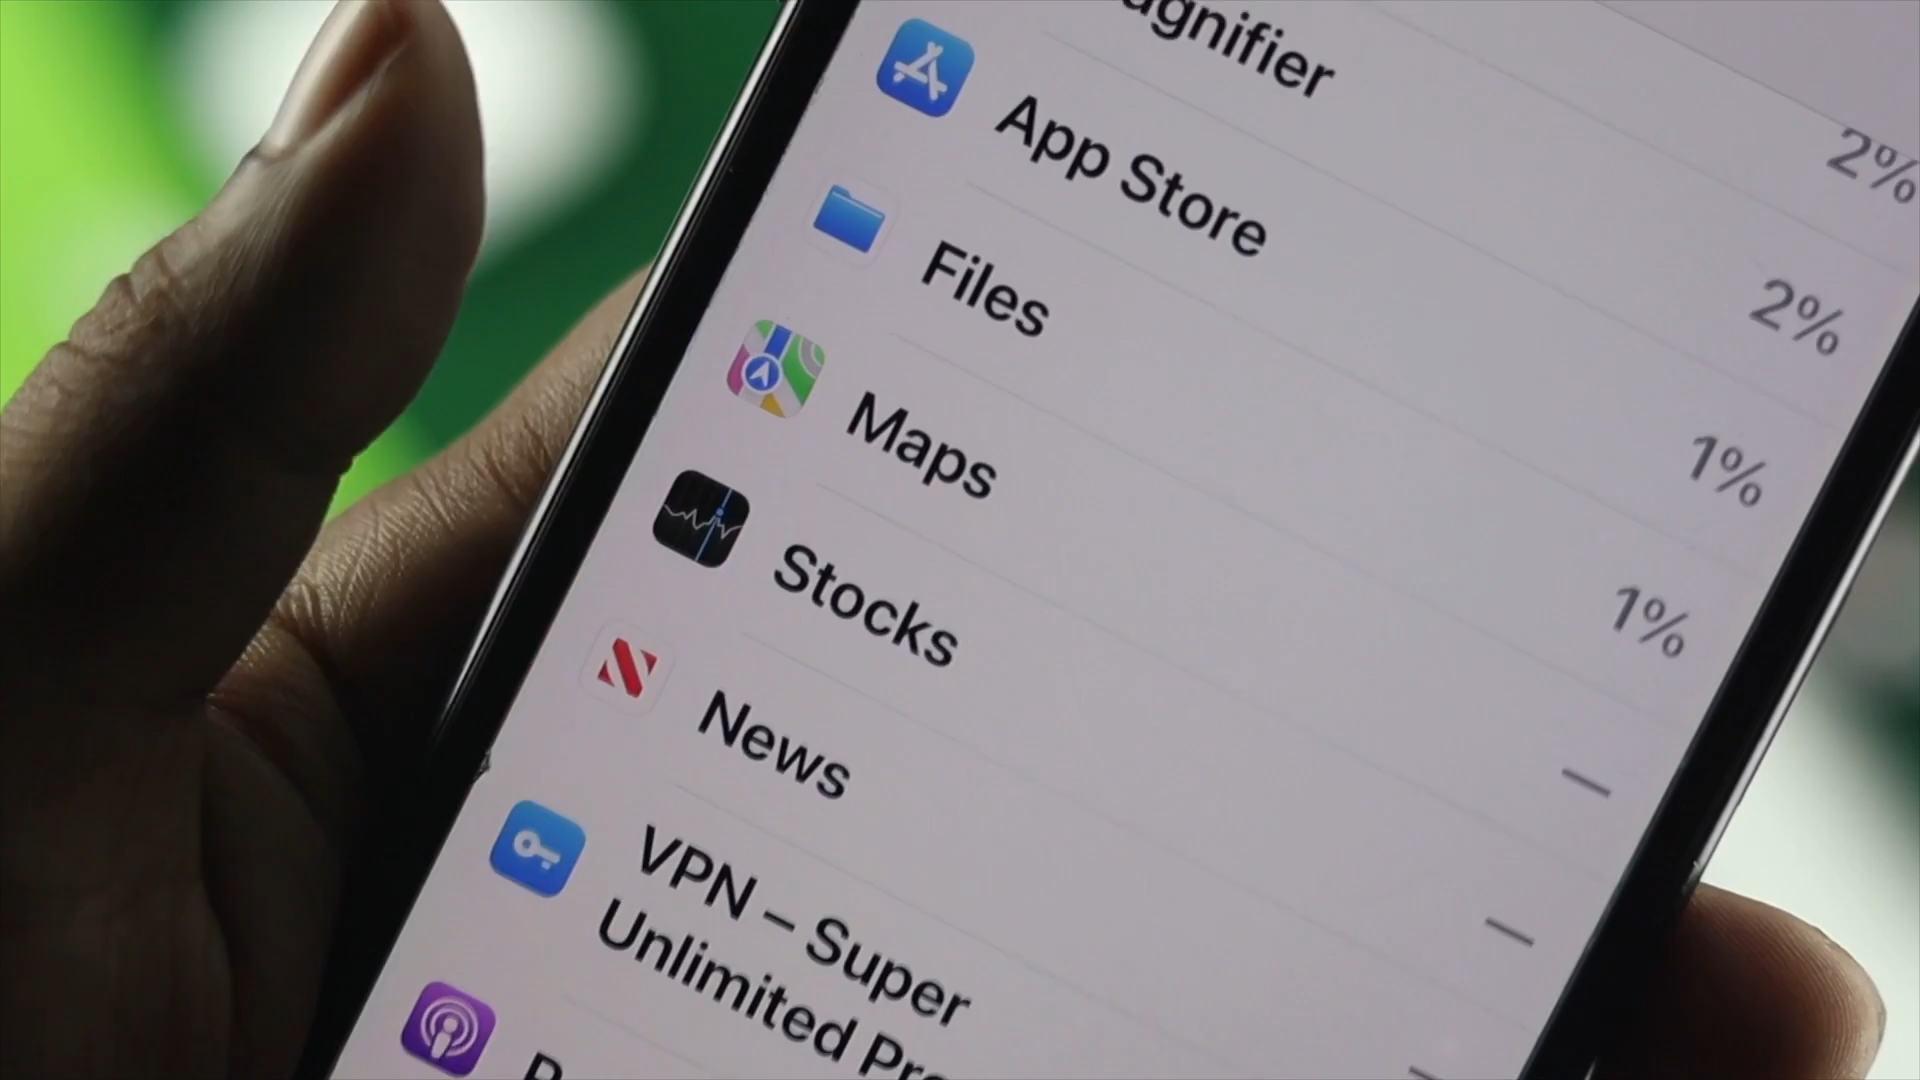 2%
agnifier 2%
App Store 1%
Files 1%
Maps —
Stocks —
News —
VPN – Super
Unlimited Pr